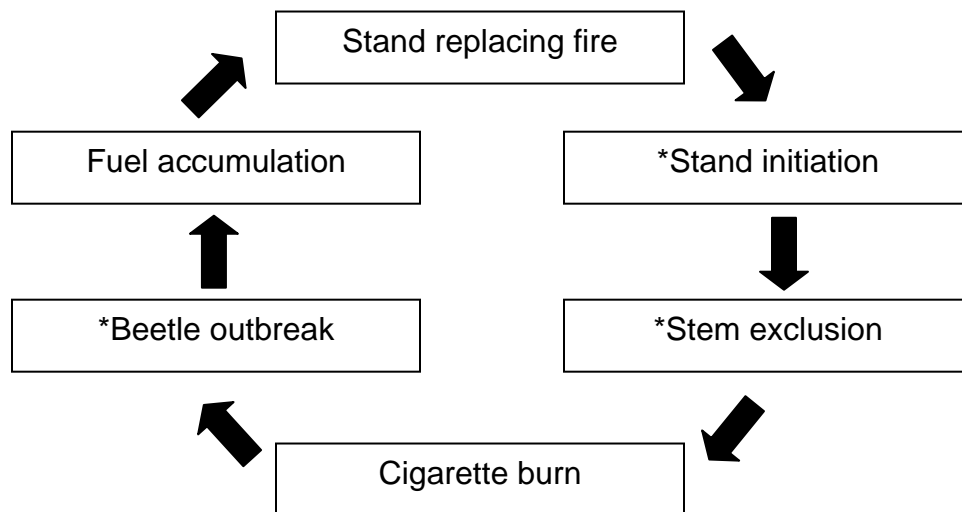 Stand replacing fire
Fuel accumulation
*Stand initiation
*Beetle outbreak
*Stem exclusion
Cigarette burn